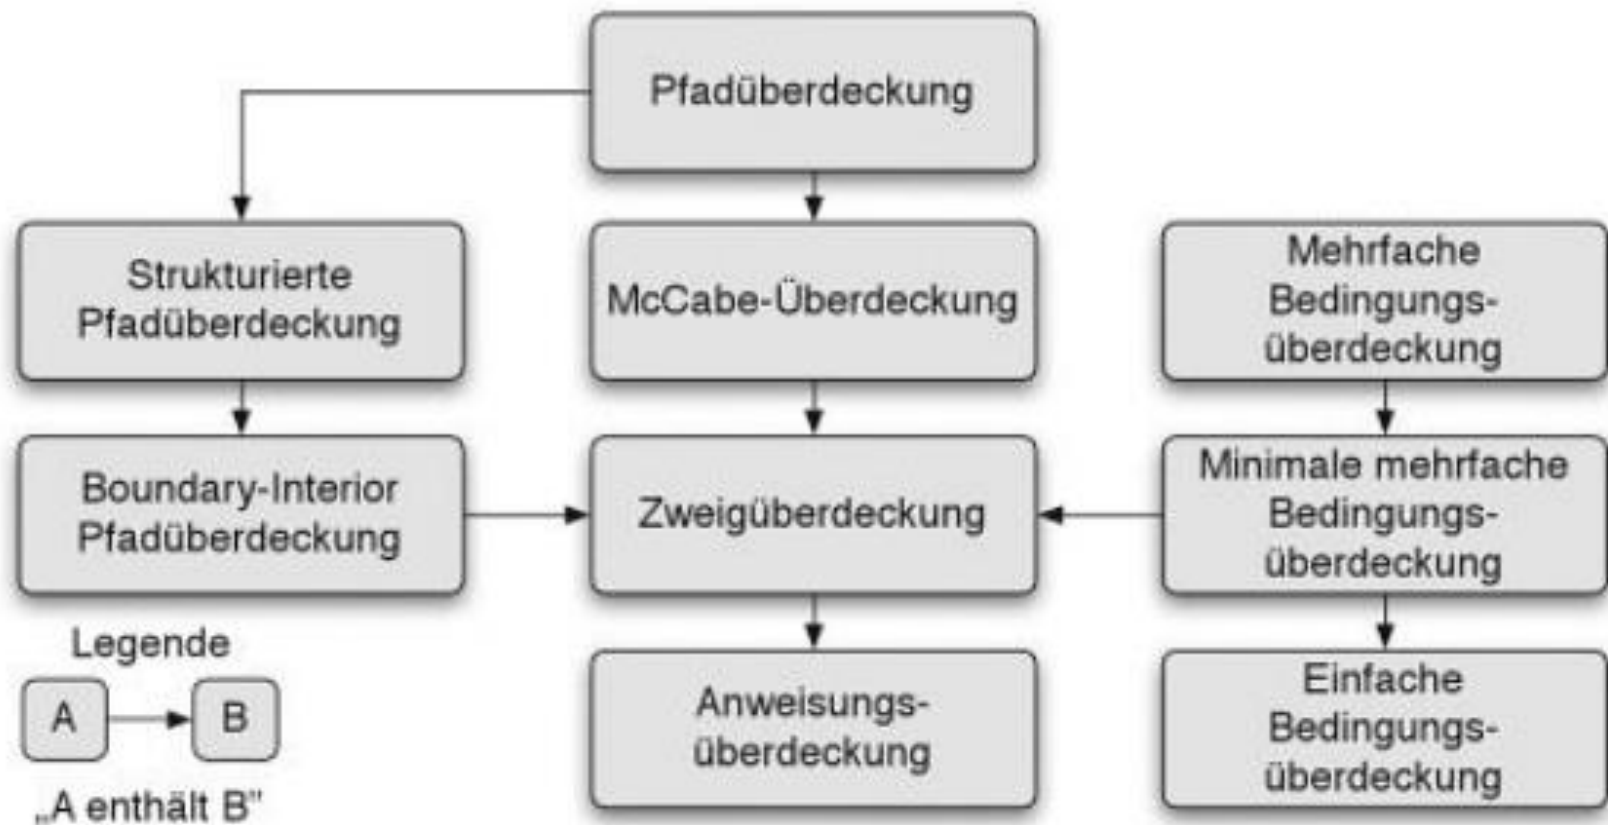 Pfadüberdeckung
Strukturierte
Pfadüberdeckung
McCabe-Überdeckung
Mehrfache
Bedingungs-
überdeckung
Boundary-Interior
Pfadüberdeckung
Zweigüberdeckung
Minimale mehrfache
Bedingungs-
überdeckung
Legende
A
B
„A enthält B"
Anweisungs-
überdeckung
Einfache
Bedingungs-
überdeckung